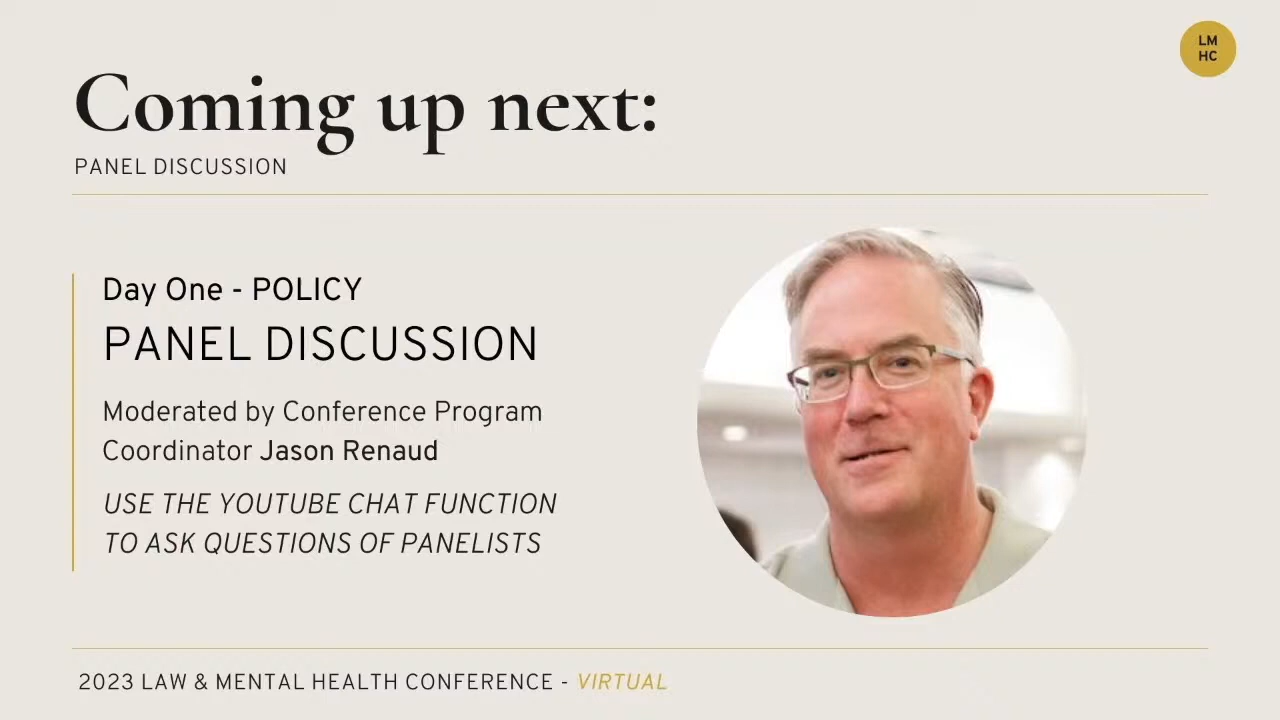 LM
HC
Coming up next:
PANEL DISCUSSION
Day One - POLICY
PANEL DISCUSSION
Moderated by Conference Program
Coordinator Jason Renaud
USE THE YOUTUBE CHAT FUNCTION
TO ASK QUESTIONS OF PANELISTS
2023 LAW & MENTAL HEALTH CONFERENCE - VIRTUAL